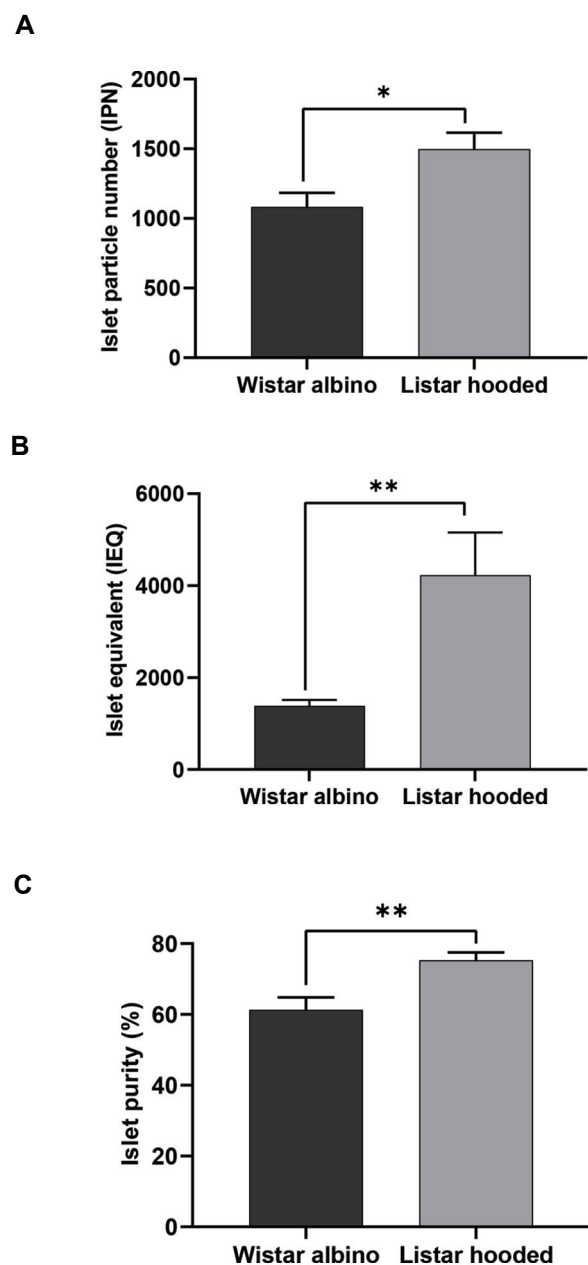 A
Islet particle number (IPN)
2000
1500
1000
500
0
*
Wistar albino
Listar hooded
B
Islet equivalent (IEQ)
6000
4000
2000
0
**
Wistar albino
Listar hooded
C
Islet purity (%)
80
60
40
20
0
**
Wistar albino
Listar hooded